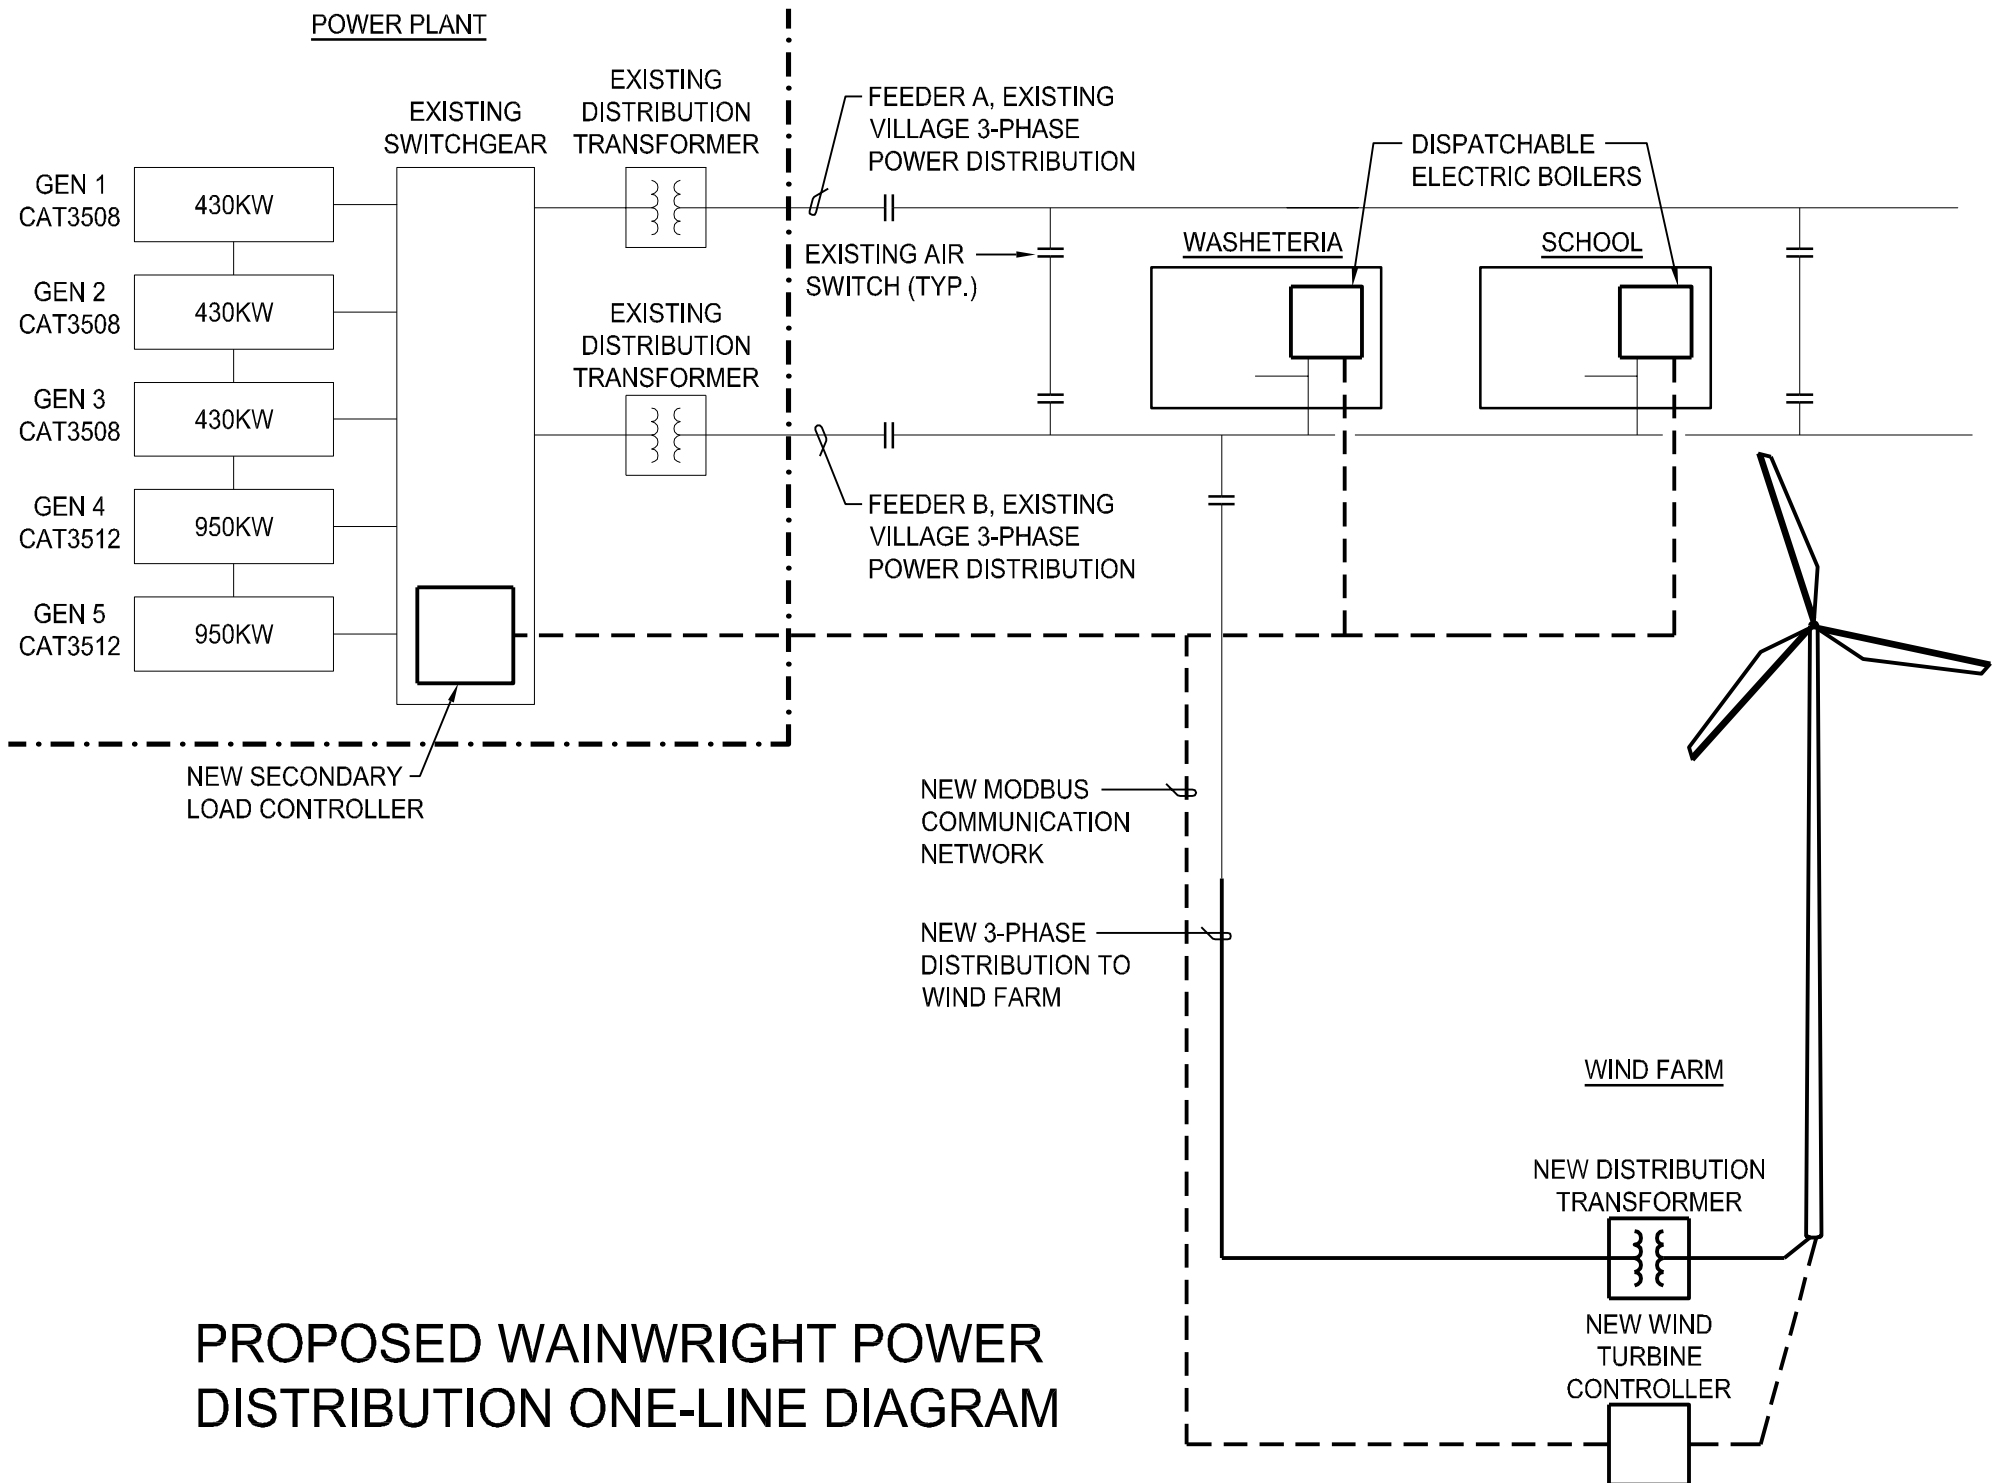 POWER PLANT
EXISTING
SWITCHGEAR
EXISTING
DISTRIBUTION
TRANSFORMER
FEEDER A, EXISTING
VILLAGE 3-PHASE
POWER DISTRIBUTION
DISPATCHABLE
ELECTRIC BOILERS
GEN 1
CAT3508
430KW
GEN 2
CAT3508
430KW
GEN 3
CAT3508
430KW
GEN 4
CAT3512
950KW
GEN 5
CAT3512
950KW
EXISTING AIR
SWITCH (TYP.)
WASHETERIA
SCHOOL
EXISTING
DISTRIBUTION
TRANSFORMER
FEEDER B, EXISTING
VILLAGE 3-PHASE
POWER DISTRIBUTION
NEW SECONDARY
LOAD CONTROLLER
NEW MODBUS
COMMUNICATION
NETWORK
NEW 3-PHASE
DISTRIBUTION TO
WIND FARM
WIND FARM
NEW DISTRIBUTION
TRANSFORMER
NEW WIND
TURBINE
CONTROLLER
PROPOSED WAINWRIGHT POWER
DISTRIBUTION ONE-LINE DIAGRAM